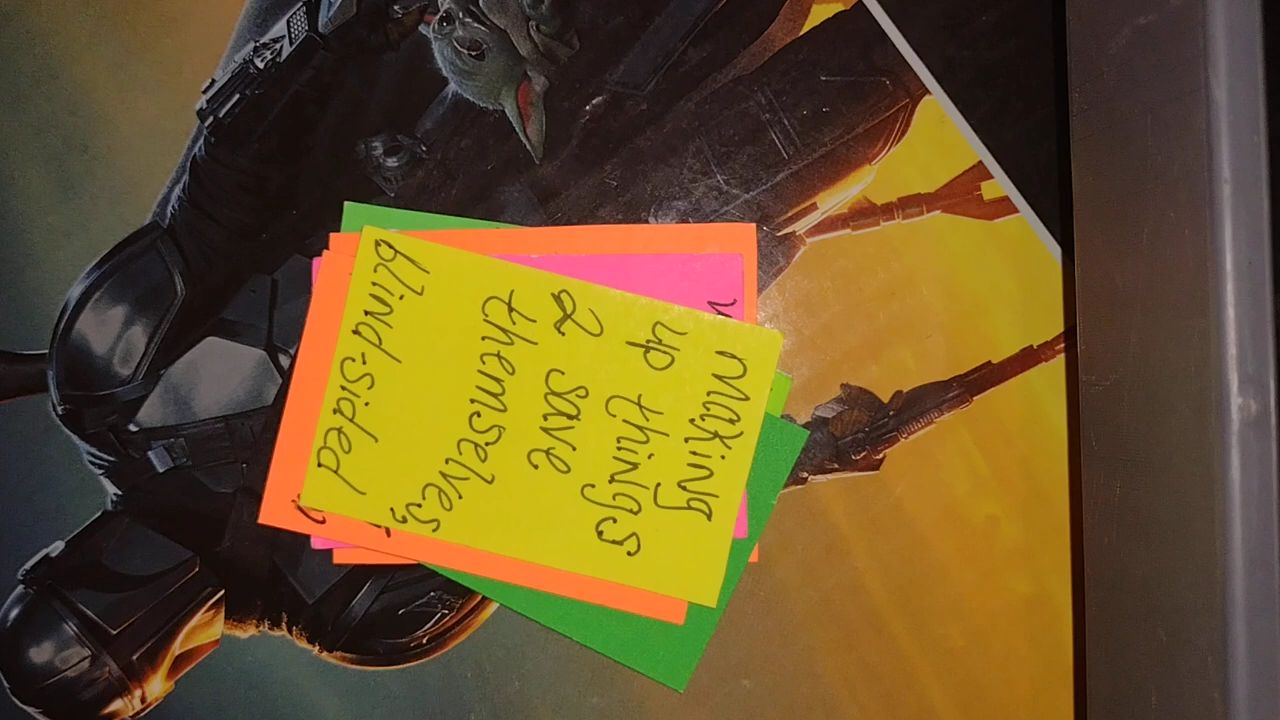 making
up things
2 save
themselves,
blind-sided